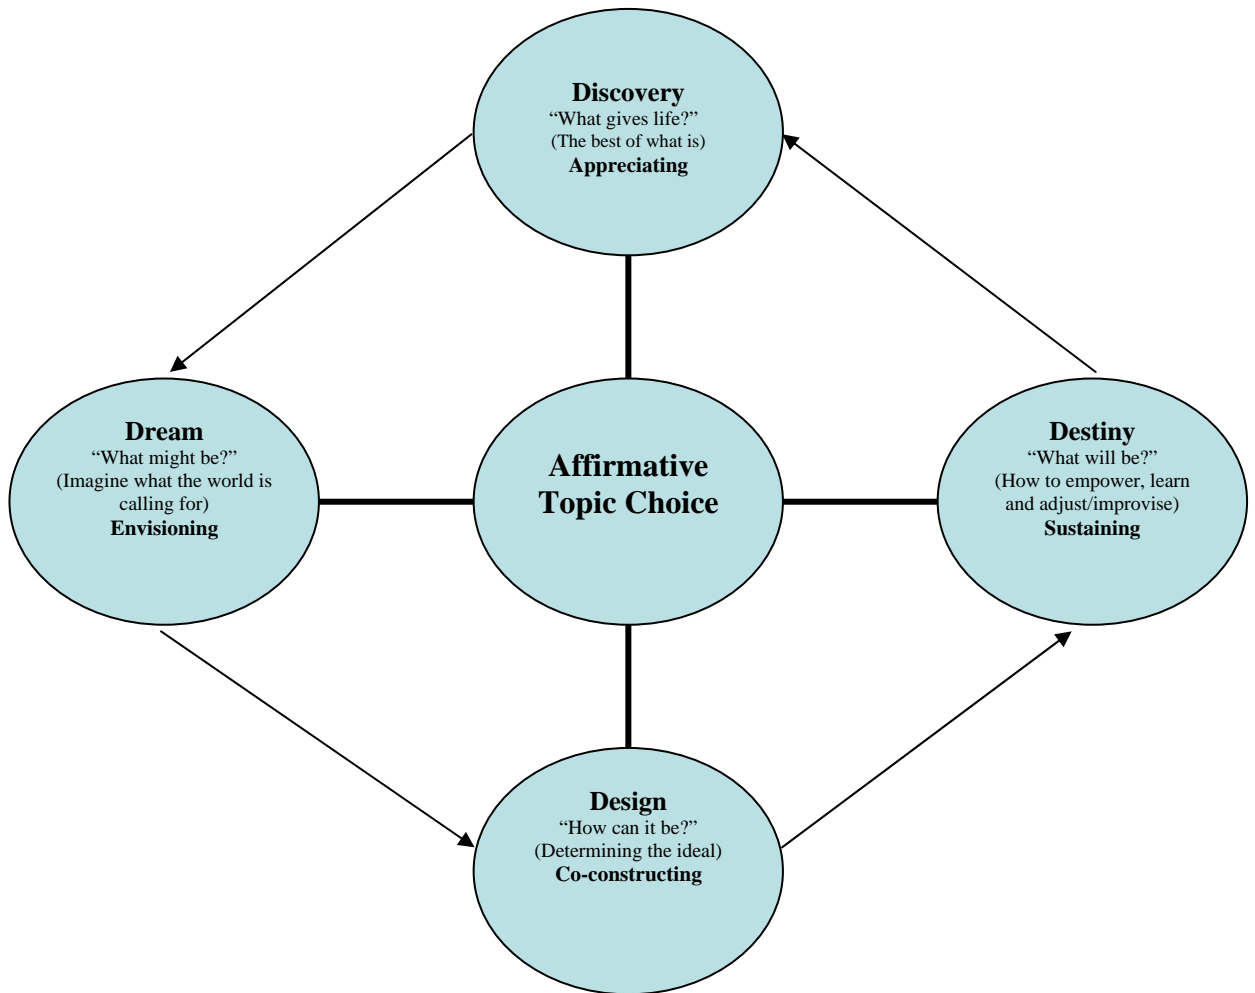 Discovery
“What gives life?”
(The best of what is)
Appreciating
Dream
“What might be?”
(Imagine what the world is
calling for)
Envisioning
Affirmative
Topic Choice
Destiny
“What will be?”
(How to empower, learn
and adjust/improvise)
Sustaining
Design
“How can it be?”
(Determining the ideal)
Co-constructing